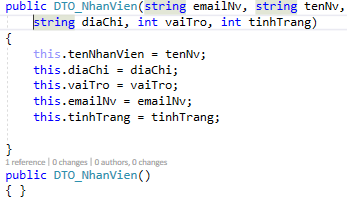 public DTO_NhanVien(string emailNv, string tenNv,
string diaChi, int vaiTro, int tinhTrang)
{
this.tenNhanVien = tenNv;
this.diaChi = diaChi;
this.vaiTro = vaiTro;
this.emailNv = emailNv;
this.tinhTrang = tinhTrang;
}
1 reference | 0 changes | 0 authors, 0 changes
public DTO_NhanVien()
{ }